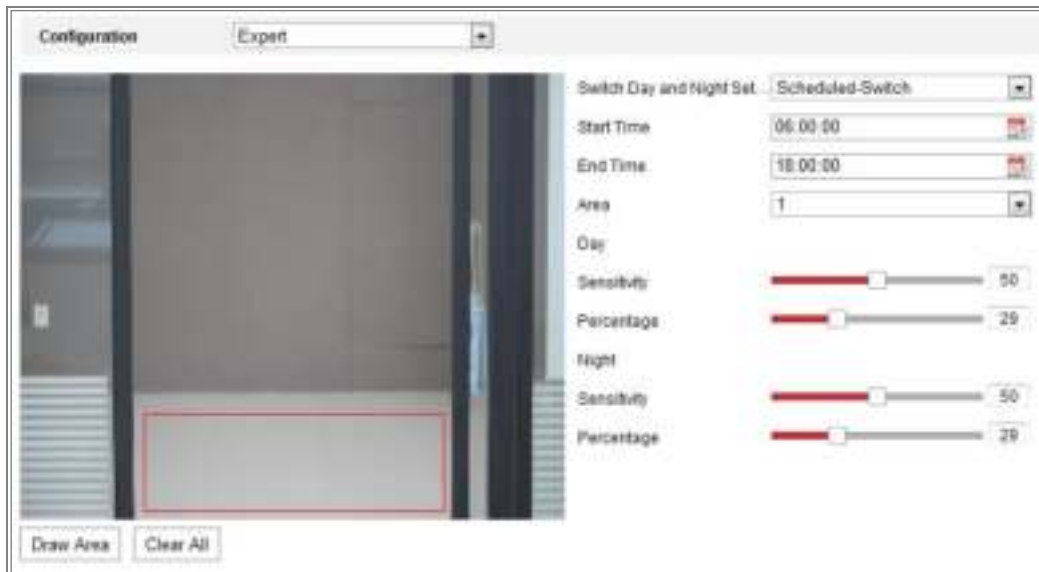 Configuration Expert
Switch Day and Night Set... Scheduled-Switch
Start Time 06:00:00
End Time 18:00:00
Area 1
Day
Sensitivity 50
Percentage 29
Night
Sensitivity 50
Percentage 29
Draw Area Clear All